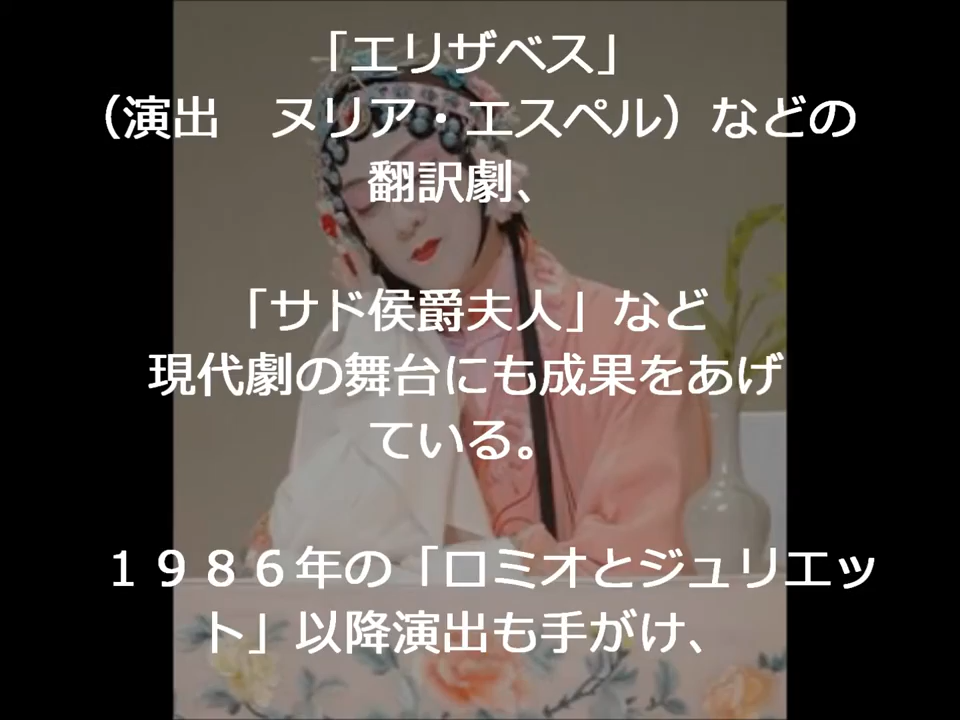 「エリザベス」
（演出　ヌリア・エスペル）などの
翻訳劇、
「サド侯爵夫人」など
現代劇の舞台にも成果をあげ
ている。
１９８６年の「ロミオとジュリエッ
ト」以降演出も手がけ、